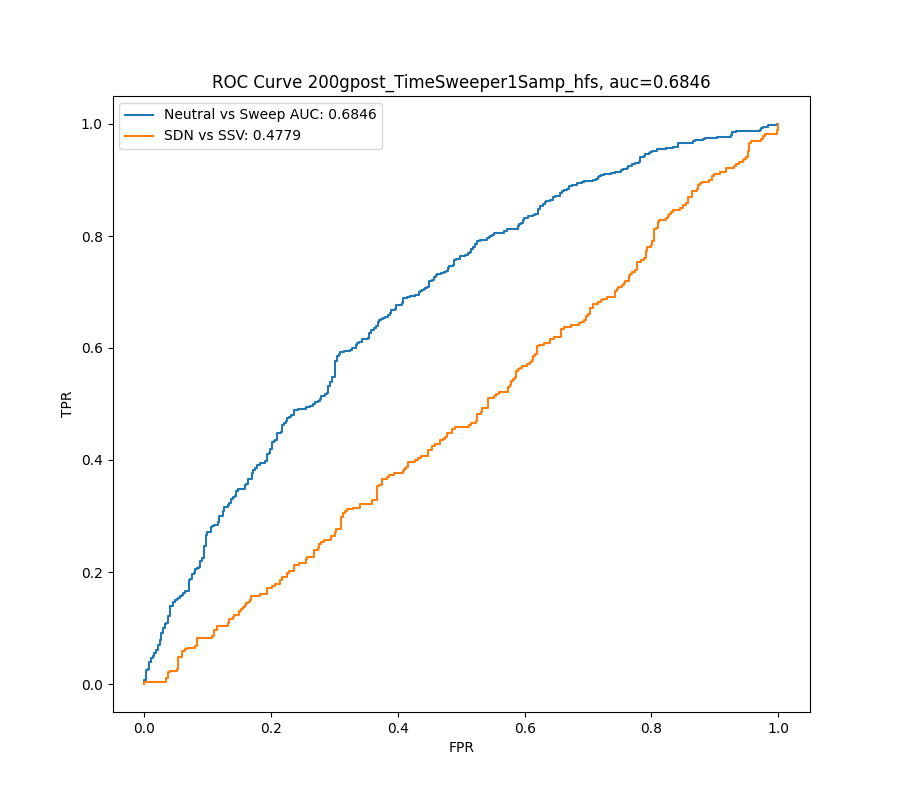 ROC Curve 200gpost_TimeSweeper1Samp_hfs, auc=0.6846
Neutral vs Sweep AUC: 0.6846
SDN vs SSV: 0.4779
1.0
0.8
0.6
0.4
0.2
0.0
TPR
0.0 0.2 0.4 0.6 0.8 1.0
FPR